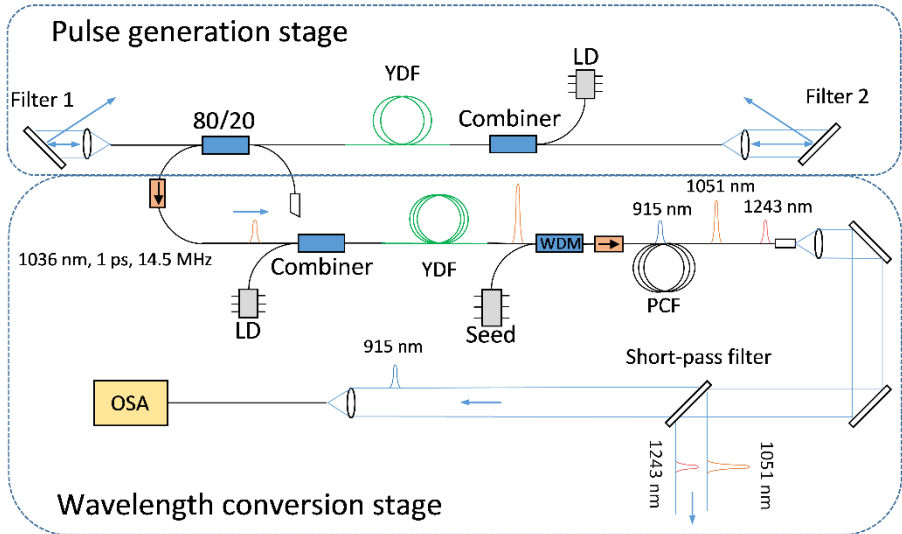 Pulse generation stage
LD
YDF
Filter 1
Filter 2
80/20
Combiner
1051 nm
915 nm
1243 nm
WDM
1036 nm, 1 ps, 14.5 MHz
Combiner
YDF
PCF
LD
Seed
915 nm
Short-pass filter
OSA
1243 nm
1051 nm
Wavelength conversion stage